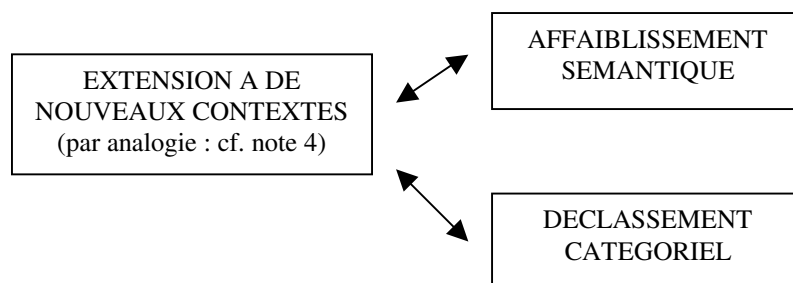 EXTENSION A DE
NOUVEAUX CONTEXTES
(par analogie : cf. note 4)
AFFAIBLISSEMENT
SEMANTIQUE
DECLASSEMENT
CATEGORIEL